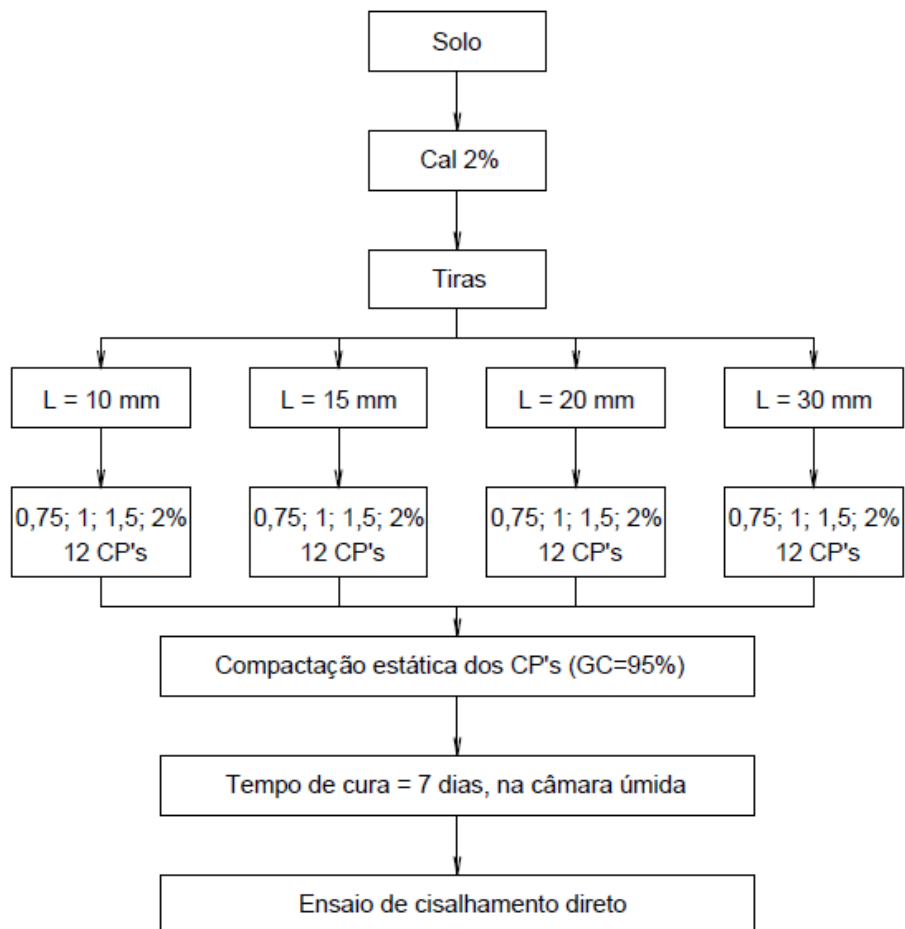 Solo
Cal 2%
Tiras
L = 10 mm
L = 15 mm
L = 20 mm
L = 30 mm
0,75; 1; 1,5; 2%
12 CP's
0,75; 1; 1,5; 2%
12 CP's
0,75; 1; 1,5; 2%
12 CP's
0,75; 1; 1,5; 2%
12 CP's
Compactação estática dos CP's (GC=95%)
Tempo de cura = 7 dias, na câmara úmida
Ensaio de cisalhamento direto